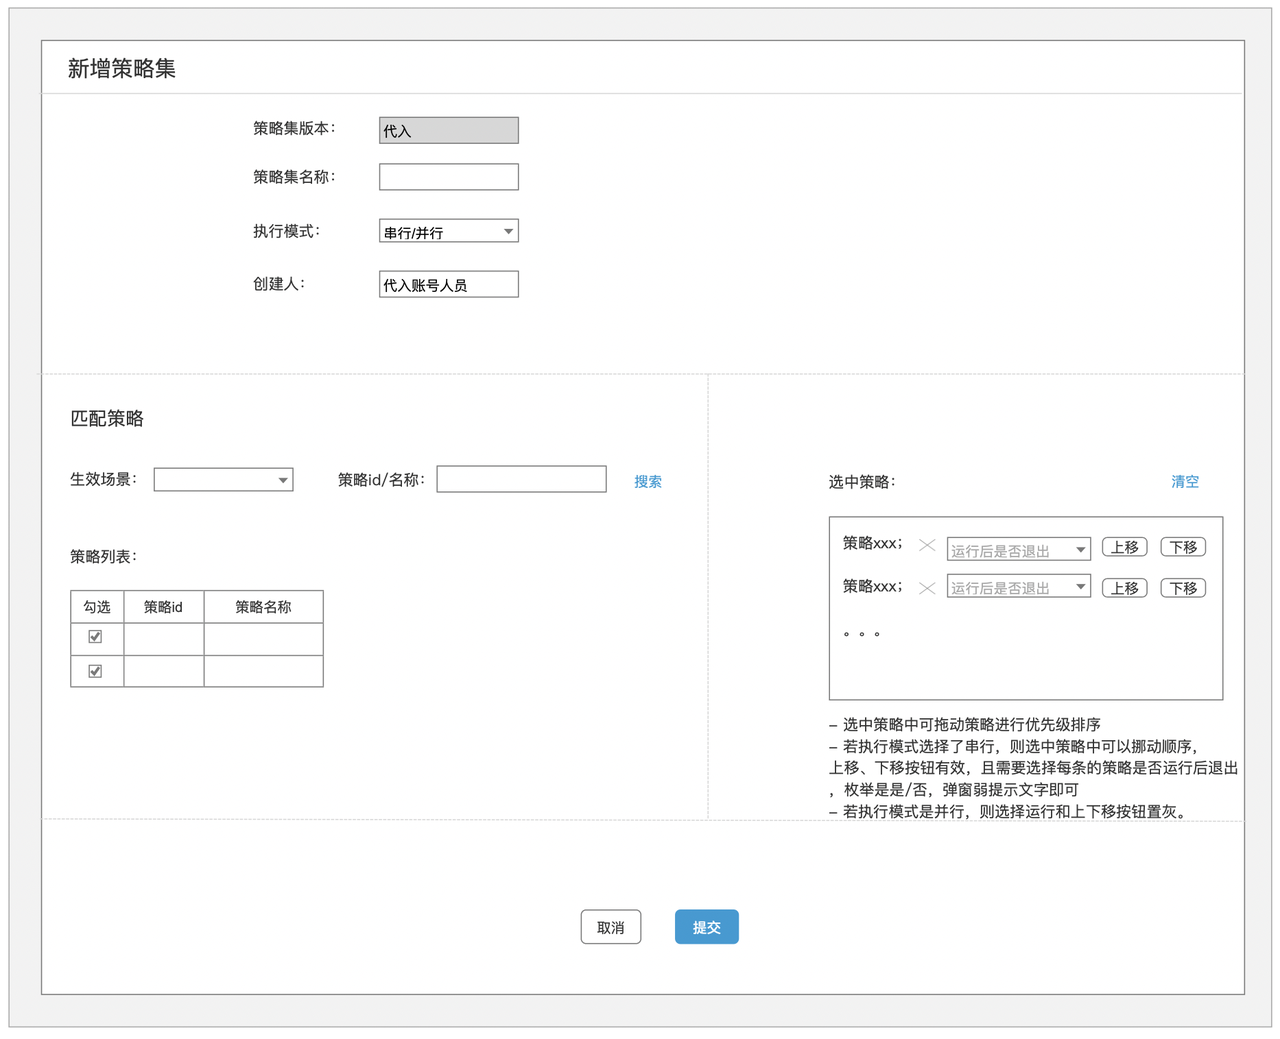 新增策略集
策略集版本： 代入
策略集名称：
执行模式： 串行/并行
创建人： 代入账号人员
匹配策略
生效场景： 策略id/名称： 搜索
策略列表：
勾选 策略id 策略名称
选中策略： 清空
策略xxx； 运行后是否退出 上移 下移
策略xxx； 运行后是否退出 上移 下移
。。。
– 选中策略中可拖动策略进行优先级排序
– 若执行模式选择了串行，则选中策略中可以挪动顺序，
上移、下移按钮有效，且需要选择每条的策略是否运行后退出
，枚举是是/否，弹窗弱提示文字即可
– 若执行模式是并行，则选择运行和上下移按钮置灰。
取消 提交